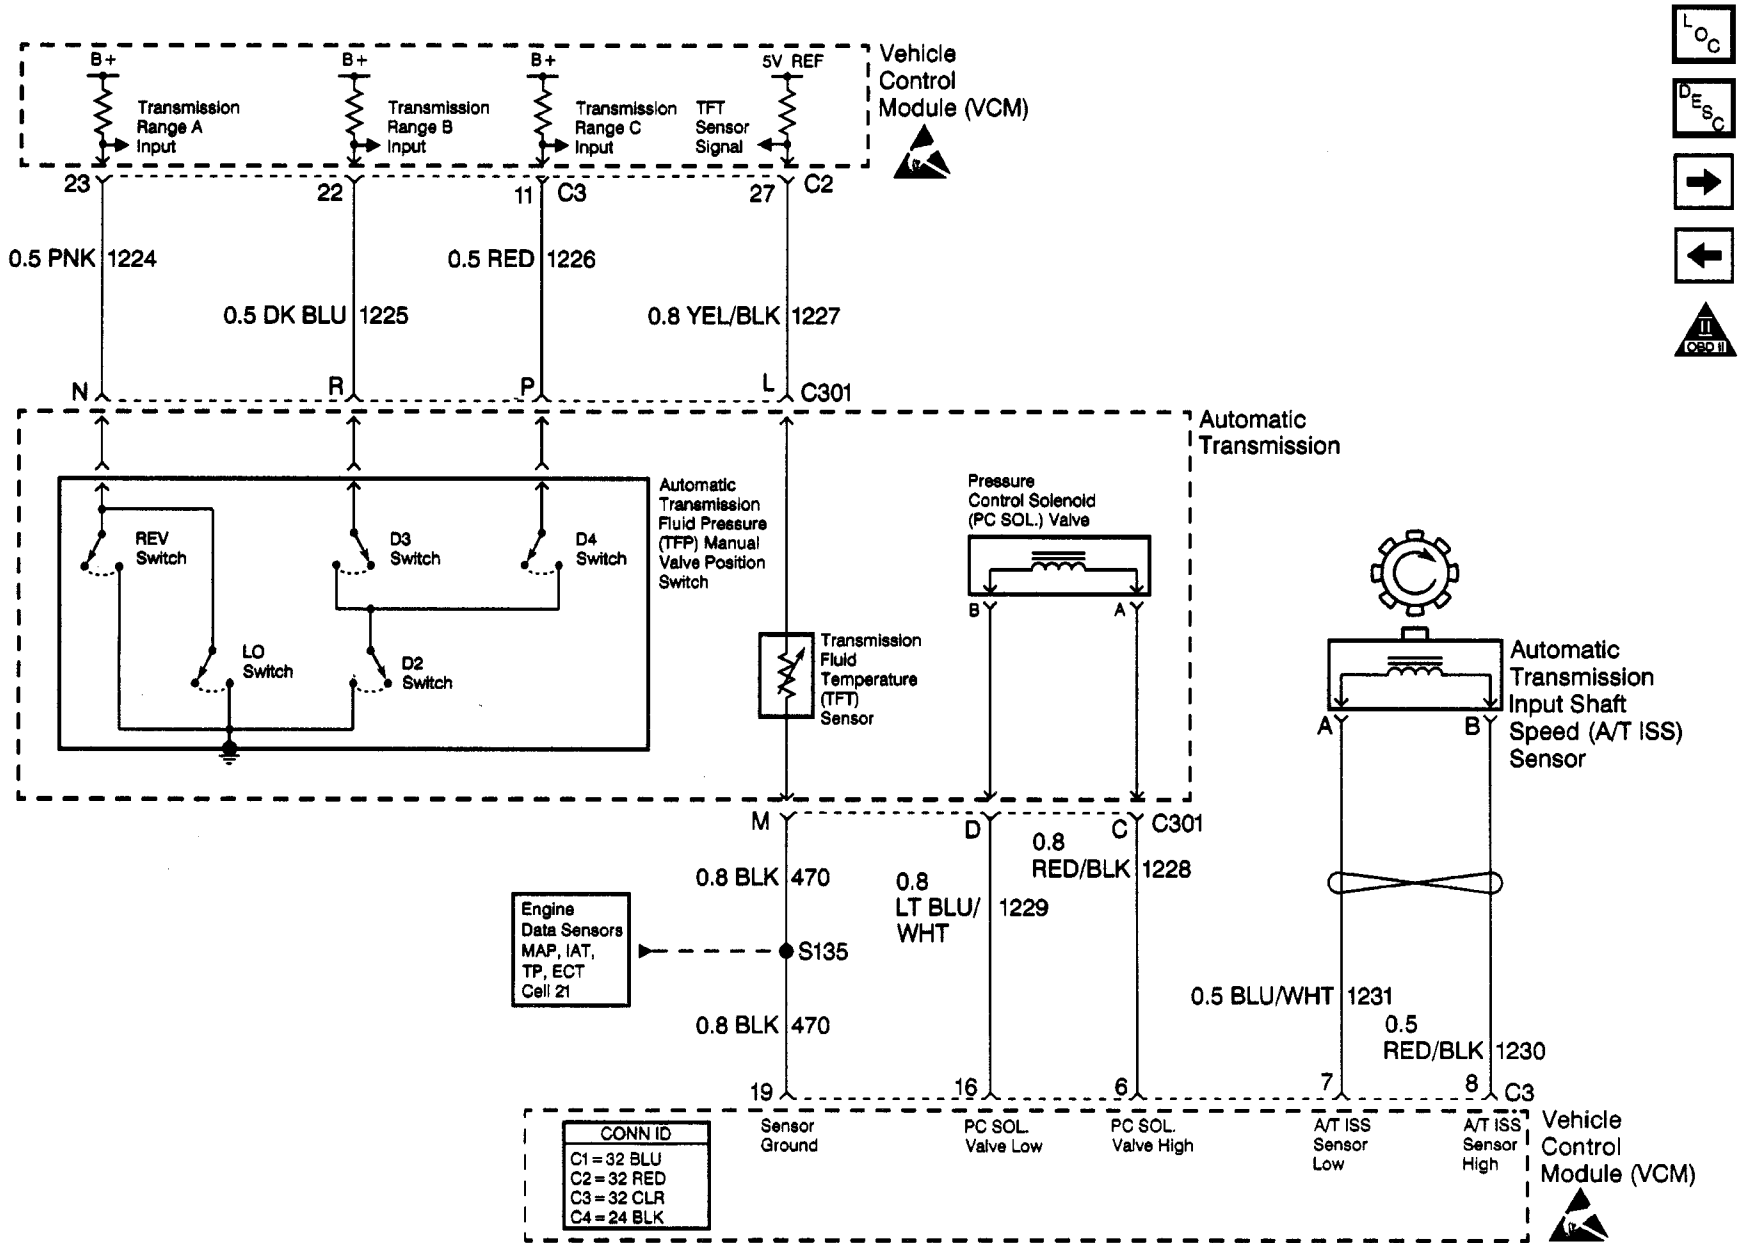 LOC
DESC
II
OBD II
B+
B+
B+
5V REF
Vehicle
Control
Module (VCM)
Transmission
Range A
Input
Transmission
Range B
Input
Transmission
Range C
Input
TFT
Sensor
Signal
23
22
11
C3
27
C2
0.5 PNK
1224
0.5 DK BLU
1225
0.5 RED
1226
0.8 YEL/BLK
1227
N
R
P
L
C301
Automatic
Transmission
REV
Switch
D3
Switch
D4
Switch
LO
Switch
D2
Switch
Automatic
Transmission
Fluid Pressure
(TFP) Manual
Valve Position
Switch
Pressure
Control Solenoid
(PC SOL.) Valve
B
A
Transmission
Fluid
Temperature
(TFT)
Sensor
Automatic
Transmission
Input Shaft
Speed (A/T ISS)
Sensor
A
B
M
D
C
C301
0.8 BLK
470
0.8
LT BLU/
WHT
1229
0.8
RED/BLK
1228
Engine
Data Sensors
MAP, IAT,
TP, ECT
Cell 21
S135
0.8 BLK
470
0.5 BLU/WHT
1231
0.5
RED/BLK
1230
19
16
6
7
8
C3
Sensor
Ground
PC SOL.
Valve Low
PC SOL.
Valve High
A/T ISS
Sensor
Low
A/T ISS
Sensor
High
Vehicle
Control
Module (VCM)
CONN ID
C1 = 32 BLU
C2 = 32 RED
C3 = 32 CLR
C4 = 24 BLK